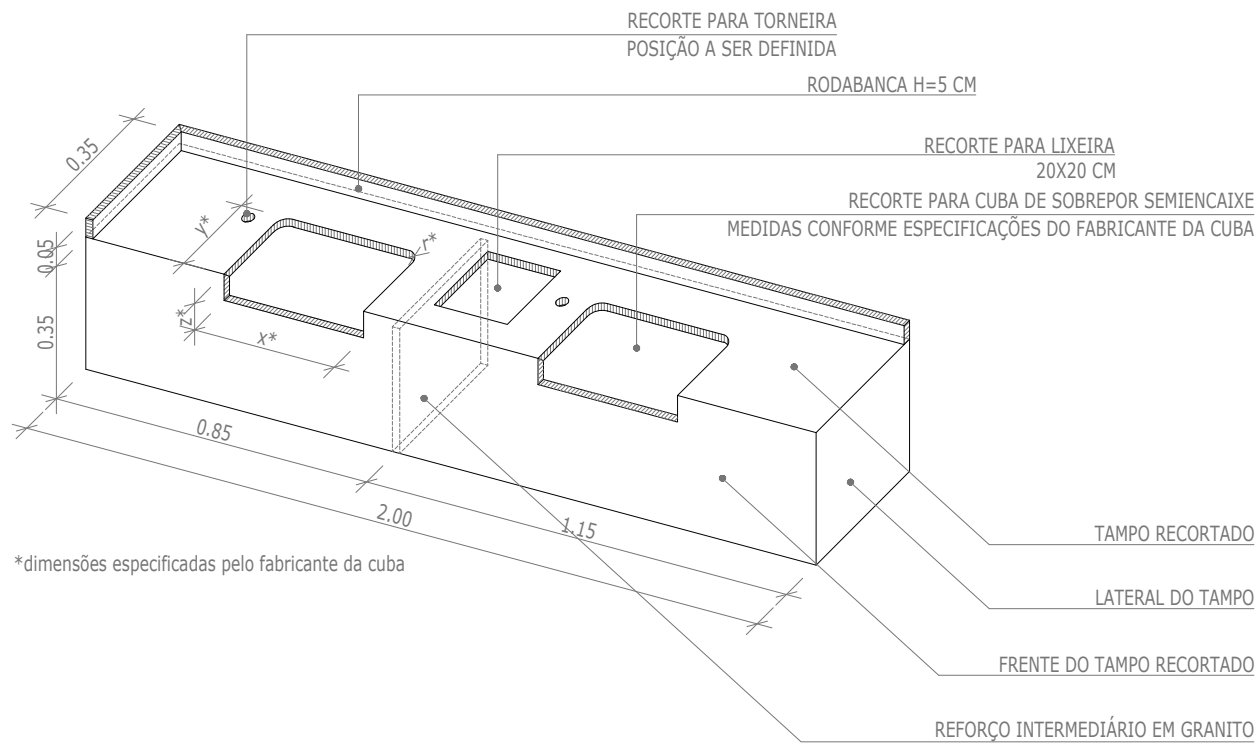 RECORTE PARA TORNEIRA
POSIÇÃO A SER DEFINIDA
RODABANCA H=5 CM
RECORTE PARA LIXEIRA
20X20 CM
RECORTE PARA CUBA DE SOBREPOR SEMIENCAIXE
MEDIDAS CONFORME ESPECIFICAÇÕES DO FABRICANTE DA CUBA
0.35
y*
r*
0.05
z*
x*
0.35
0.85
2.00
1.15
*dimensões especificadas pelo fabricante da cuba
TAMPO RECORTADO
LATERAL DO TAMPO
FRENTE DO TAMPO RECORTADO
REFORÇO INTERMEDIÁRIO EM GRANITO